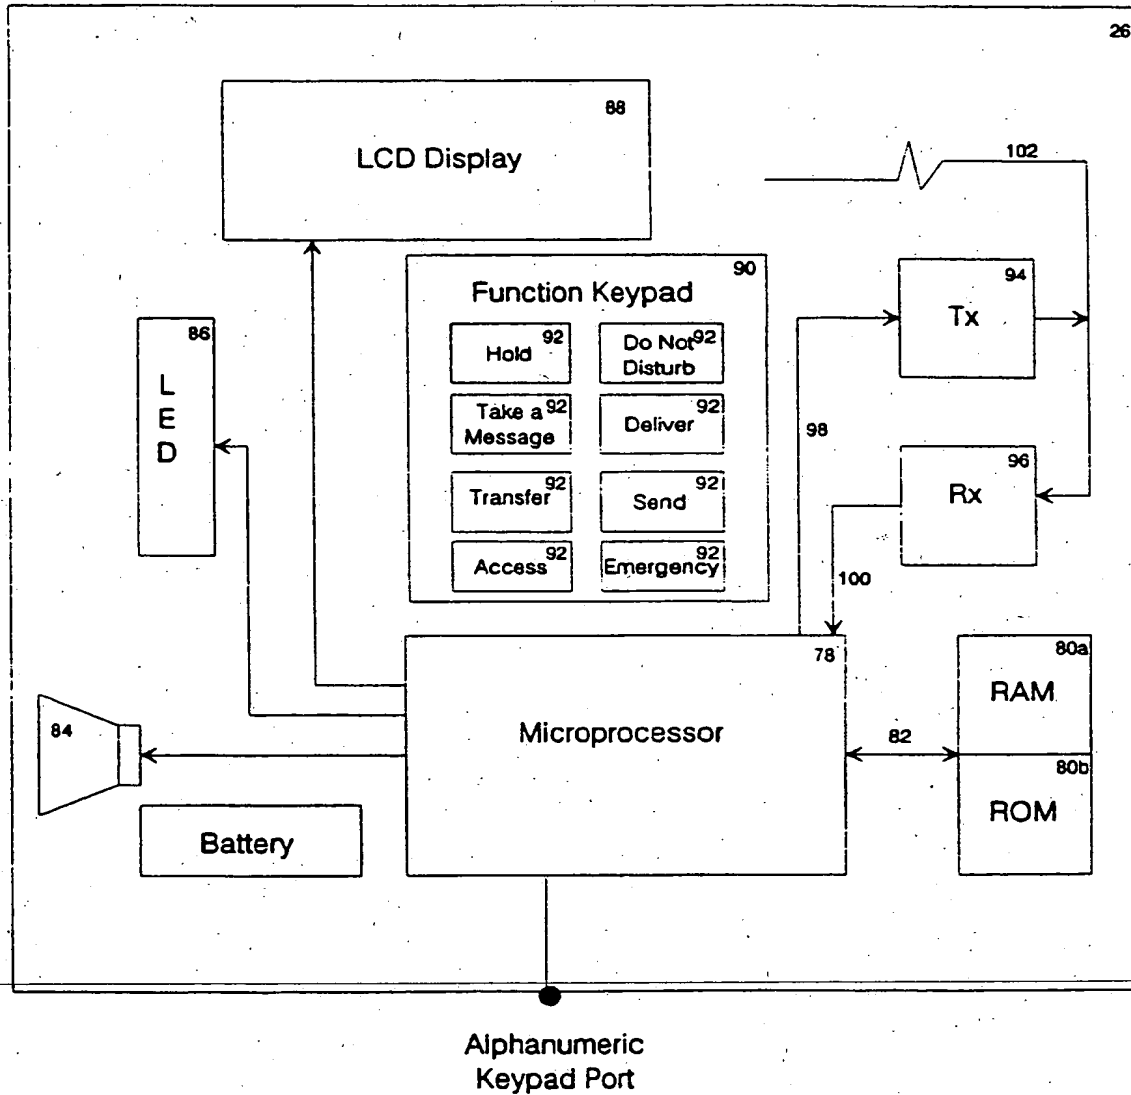 26
88
LCD Display
102
90
Function Keypad
94
Tx
86
L
E
D
92
Hold
92
Do Not
Disturb
92
Take a
Message
92
Deliver
98
92
Transfer
92
Send
96
Rx
92
Access
92
Emergency
100
78
Microprocessor
80a
RAM
82
80b
ROM
84
Battery
Alphanumeric
Keypad Port